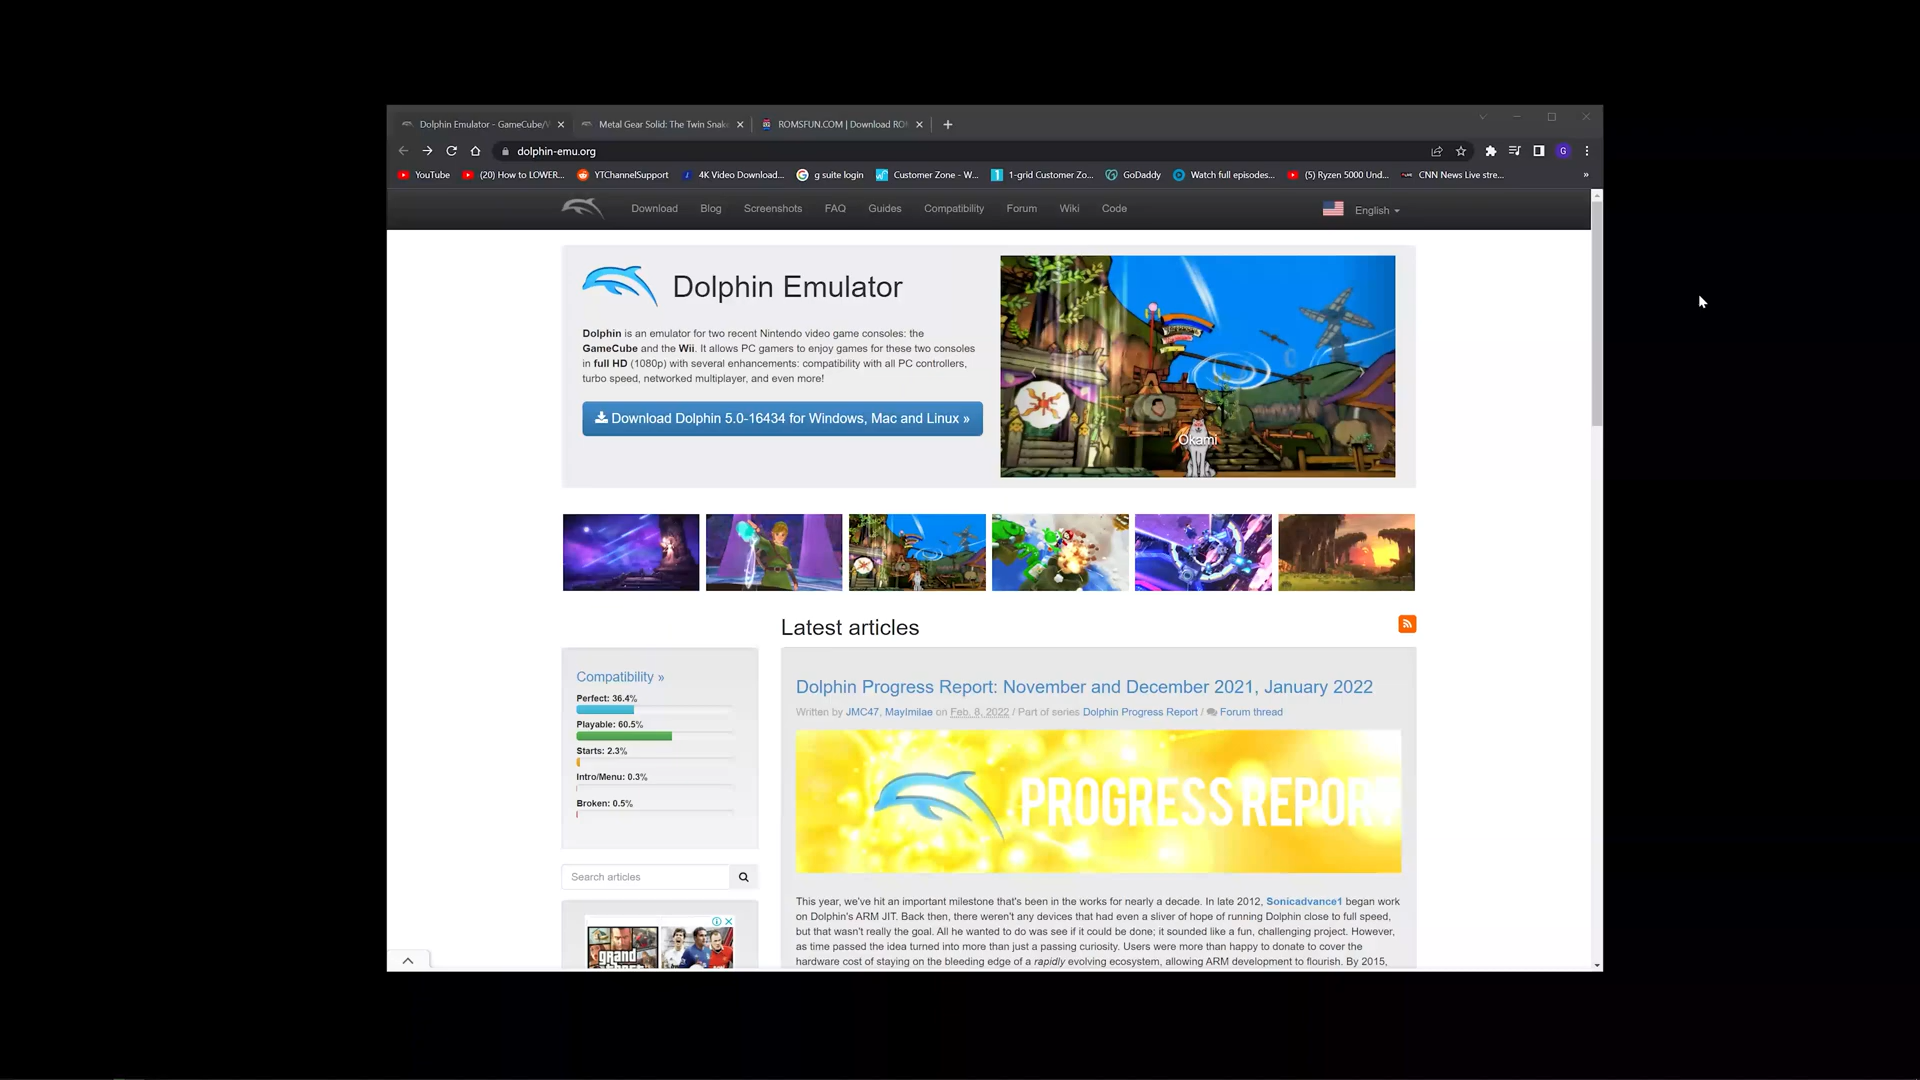 Dolphin Emulator - GameCube/W
Metal Gear Solid: The Twin Snake
ROMSFUN.COM | Download RO
dolphin-emu.org
G
YouTube
(20) How to LOWER...
YTChannelSupport
4K Video Download...
g suite login
Customer Zone - W...
1-grid Customer Zo...
GoDaddy
Watch full episodes...
(5) Ryzen 5000 Und...
CNN News Live stre...
»
Download
Blog
Screenshots
FAQ
Guides
Compatibility
Forum
Wiki
Code
English
Dolphin Emulator
Dolphin is an emulator for two recent Nintendo video game consoles: the
GameCube and the Wii. It allows PC gamers to enjoy games for these two consoles
in full HD (1080p) with several enhancements: compatibility with all PC controllers,
turbo speed, networked multiplayer, and even more!
Download Dolphin 5.0-16434 for Windows, Mac and Linux »
Okami
Latest articles
Compatibility »
Perfect: 36.4%
Playable: 60.5%
Starts: 2.3%
Intro/Menu: 0.3%
Broken: 0.5%
Search articles
grand
Dolphin Progress Report: November and December 2021, January 2022
Written by JMC47, MayImilae on Feb. 8, 2022 / Part of series Dolphin Progress Report / Forum thread
PROGRESS REPOR
This year, we've hit an important milestone that's been in the works for nearly a decade. In late 2012, Sonicadvance1 began work
on Dolphin's ARM JIT. Back then, there weren't any devices that had even a sliver of hope of running Dolphin close to full speed,
but that wasn't really the goal. All he wanted to do was see if it could be done; it sounded like a fun, challenging project. However,
as time passed the idea turned into more than just a passing curiosity. Users were more than happy to donate to cover the
hardware cost of staying on the bleeding edge of a rapidly evolving ecosystem, allowing ARM development to flourish. By 2015,